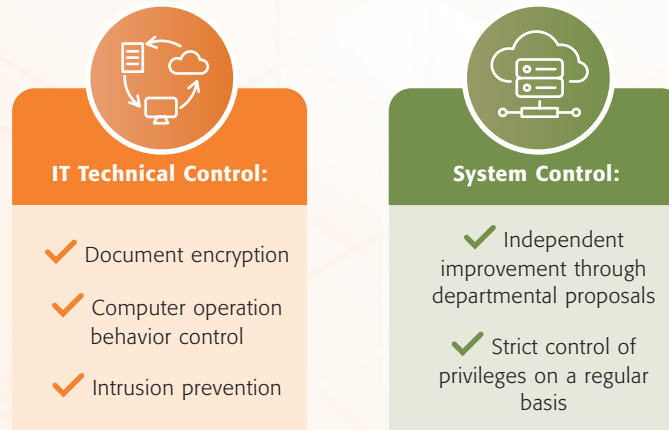 IT Technical Control:
Document encryption
Computer operation
behavior control
Intrusion prevention
System Control:
Independent
improvement through
departmental proposals
Strict control of
privileges on a regular
basis